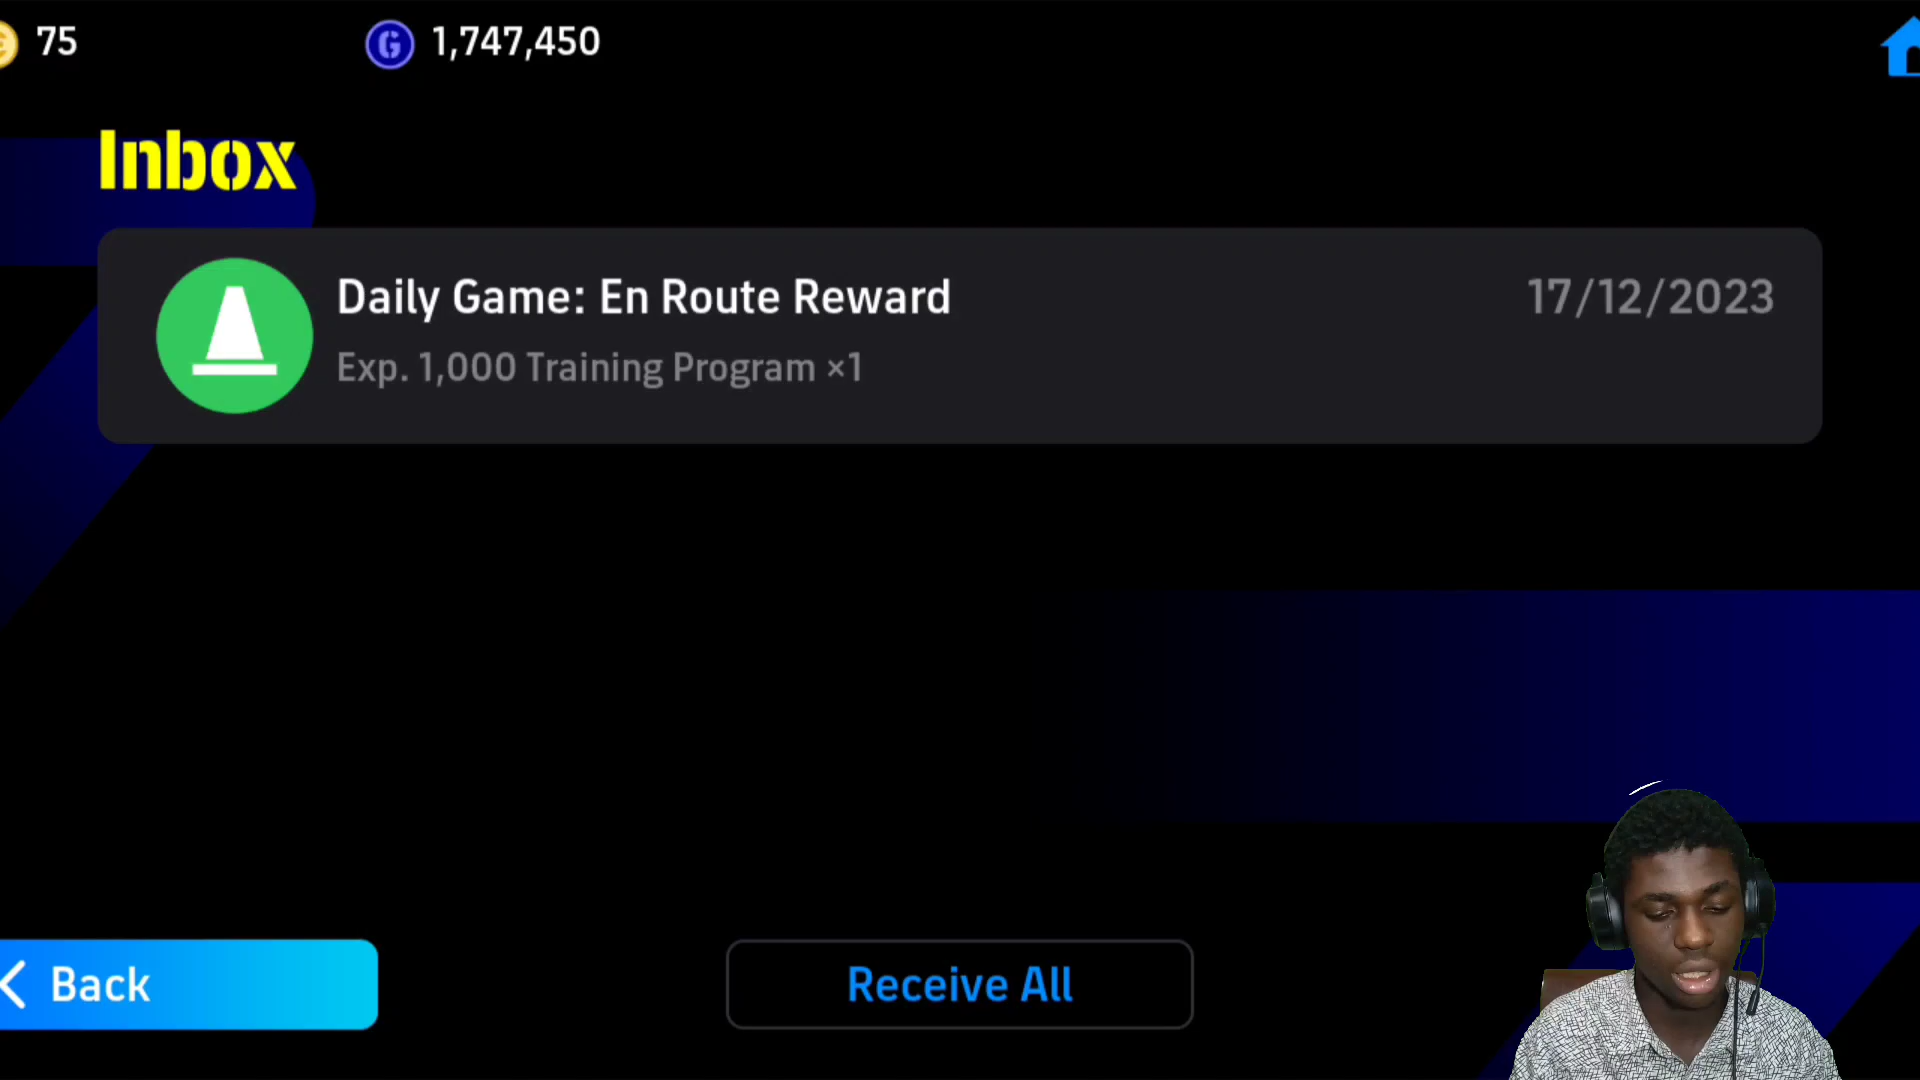 75
G 1,747,450
Inbox
Daily Game: En Route Reward
17/12/2023
Exp. 1,000 Training Program ×1
Back
Receive All